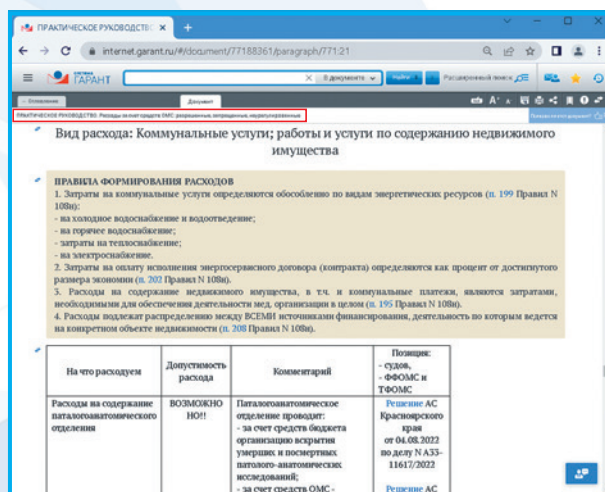 ПРАКТИЧЕСКОЕ РУКОВОДСТВО
internet.garant.ru/#/document/77188361/paragraph/771:21
СИСТЕМА
ГАРАНТ
В документе
Найти
Расширенный поиск
Оглавление
Документ
ПРАКТИЧЕСКОЕ РУКОВОДСТВО. Расходы за счет средств ОМС: разрешенные, запрещенные, неурегулированные
Вид расхода: Коммунальные услуги; работы и услуги по содержанию недвижимого
имущества
ПРАВИЛА ФОРМИРОВАНИЯ РАСХОДОВ
1. Затраты на коммунальные услуги определяются обособленно по видам энергетических ресурсов (п. 199 Правил N
108н):
- на холодное водоснабжение и водоотведение;
- на горячее водоснабжение;
- затраты на теплоснабжение;
- на электроснабжение.
2. Затраты на оплату исполнения энергосервисного договора (контракта) определяются как процент от достигнутого
размера экономии (п. 202 Правил N 108н).
3. Расходы на содержание недвижимого имущества, в т.ч. и коммунальные платежи, являются затратами,
необходимыми для обеспечения деятельности мед. организации в целом (п. 195 Правил N 108н).
4. Расходы подлежат распределению между ВСЕМИ источниками финансирования, деятельность по которым ведется
на конкретном объекте недвижимости (п. 208 Правил N 108н).
На что расходуем
Допустимость
расхода
Комментарий
Позиция:
- судов,
- ФФОМС и
ТФОМС
Расходы на содержание
паталогоанатомического
отделения
ВОЗМОЖНО
НО!!
Паталогоанатомическое
отделение проводит:
- за счет средств бюджета
организацию вскрытия
умерших и посмертных
патолого-анатомических
исследований;
- за счет средств ОМС -
Решение АС
Красноярского
края
от 04.08.2022
по делу N А33-
11617/2022
Решение АС